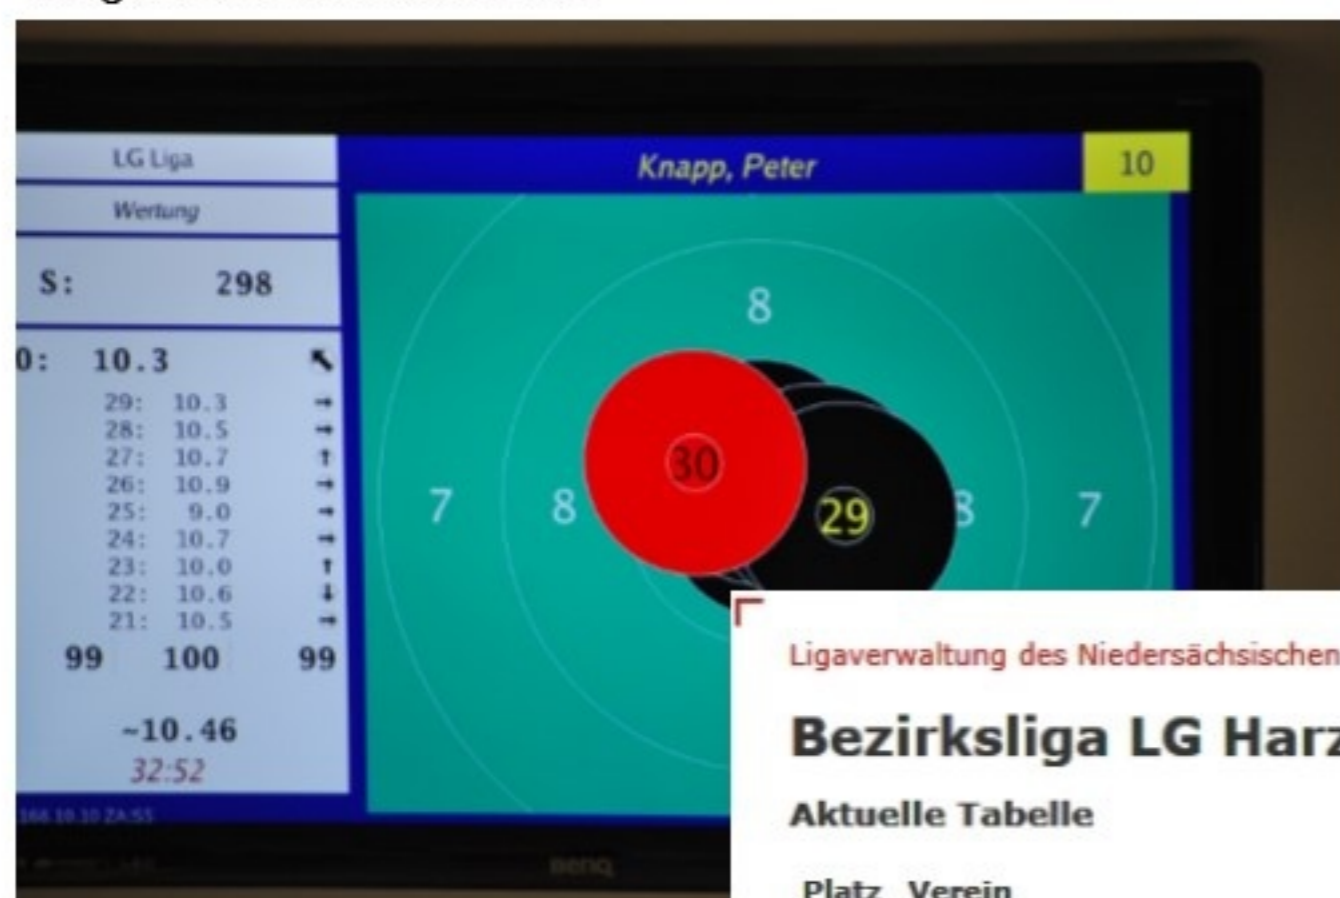 LG Liga
Wertung
S: 298
0: 10.3 ↖
29: 10.3 →
28: 10.5 →
27: 10.7 ↑
26: 10.9 →
25: 9.0 →
24: 10.7 →
23: 10.0 ↑
22: 10.6 ↓
21: 10.5 →
99 100 99
~10.46
32:52
Knapp, Peter
10
8
7 8 30 29 8 7
BenQ
Ligaverwaltung des Niedersächsischen
Bezirksliga LG Harz
Aktuelle Tabelle
Platz Verein